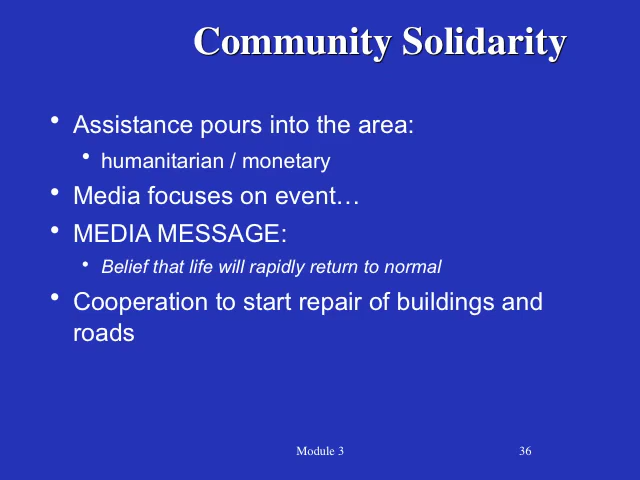 Community Solidarity
• Assistance pours into the area:
• humanitarian / monetary
• Media focuses on event…
• MEDIA MESSAGE:
• Belief that life will rapidly return to normal
• Cooperation to start repair of buildings and
roads
Module 3
36